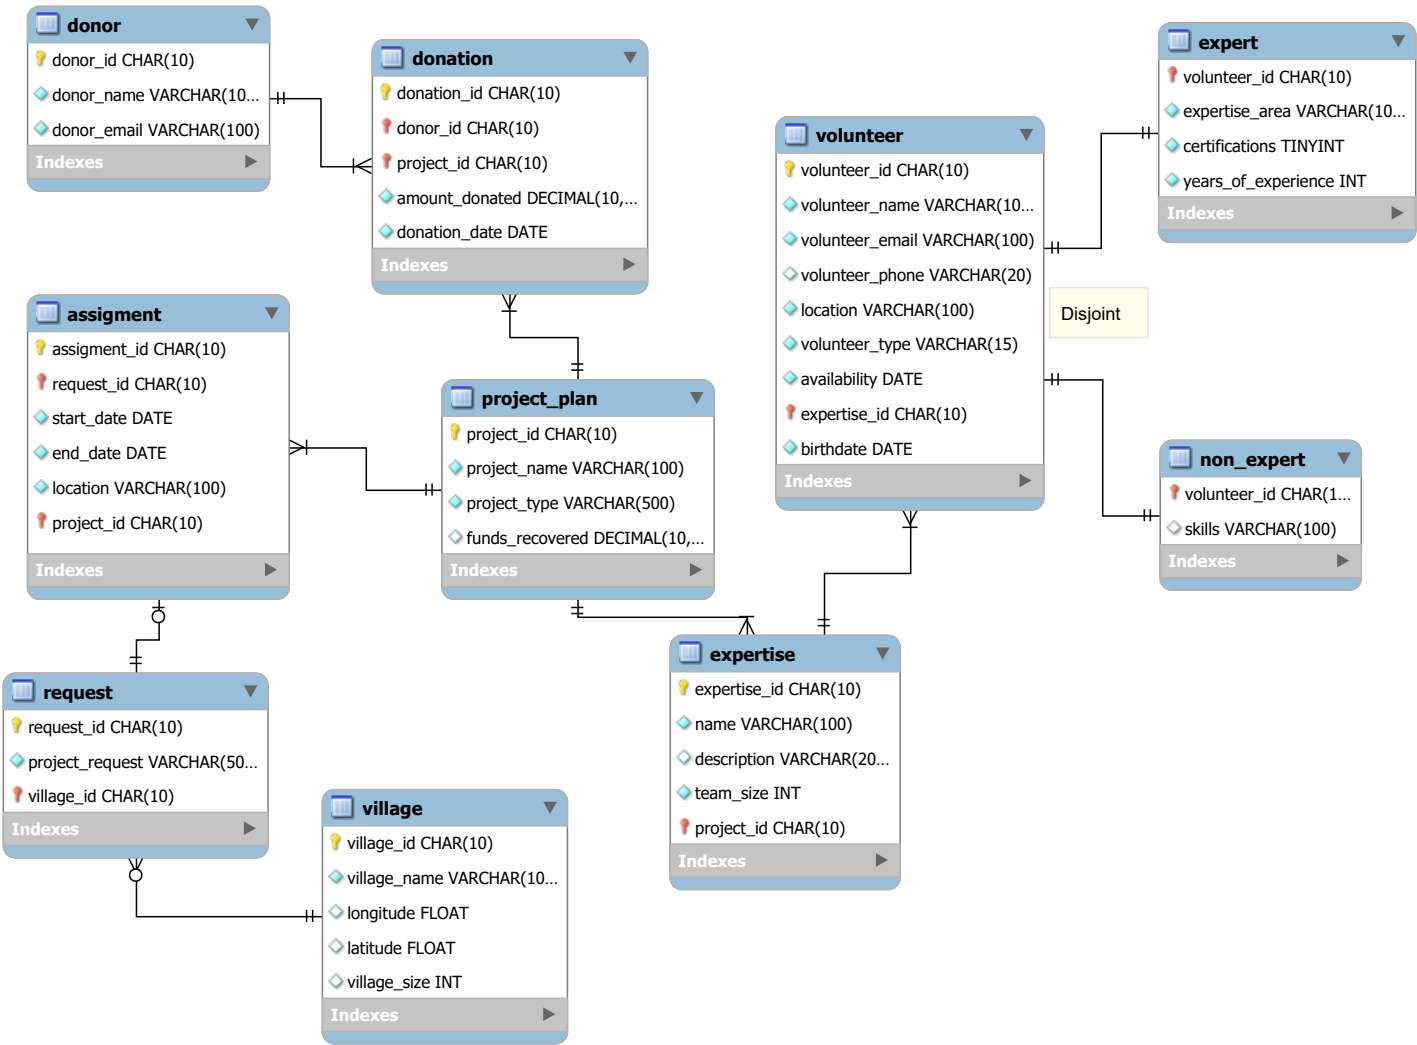 donor
donor_id CHAR(10)
donor_name VARCHAR(10...
donor_email VARCHAR(100)
Indexes
donation
donation_id CHAR(10)
donor_id CHAR(10)
project_id CHAR(10)
amount_donated DECIMAL(10,...
donation_date DATE
Indexes
expert
volunteer_id CHAR(10)
expertise_area VARCHAR(10...
certifications TINYINT
years_of_experience INT
Indexes
volunteer
volunteer_id CHAR(10)
volunteer_name VARCHAR(10...
volunteer_email VARCHAR(100)
volunteer_phone VARCHAR(20)
location VARCHAR(100)
volunteer_type VARCHAR(15)
availability DATE
expertise_id CHAR(10)
birthdate DATE
Indexes
Disjoint
assigment
assigment_id CHAR(10)
request_id CHAR(10)
start_date DATE
end_date DATE
location VARCHAR(100)
project_id CHAR(10)
Indexes
project_plan
project_id CHAR(10)
project_name VARCHAR(100)
project_type VARCHAR(500)
funds_recovered DECIMAL(10,...
Indexes
non_expert
volunteer_id CHAR(1...
skills VARCHAR(100)
Indexes
request
request_id CHAR(10)
project_request VARCHAR(50...
village_id CHAR(10)
Indexes
expertise
expertise_id CHAR(10)
name VARCHAR(100)
description VARCHAR(20...
team_size INT
project_id CHAR(10)
Indexes
village
village_id CHAR(10)
village_name VARCHAR(10...
longitude FLOAT
latitude FLOAT
village_size INT
Indexes